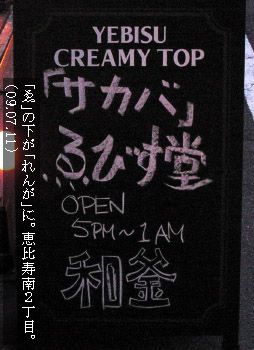 YEBISU
CREAMY TOP
「サカバ」
ゑびす堂
OPEN
5PM～1AM
和釜
「ゑ」の下が「れんが」に。恵比寿南２丁目。
（09.07.11）